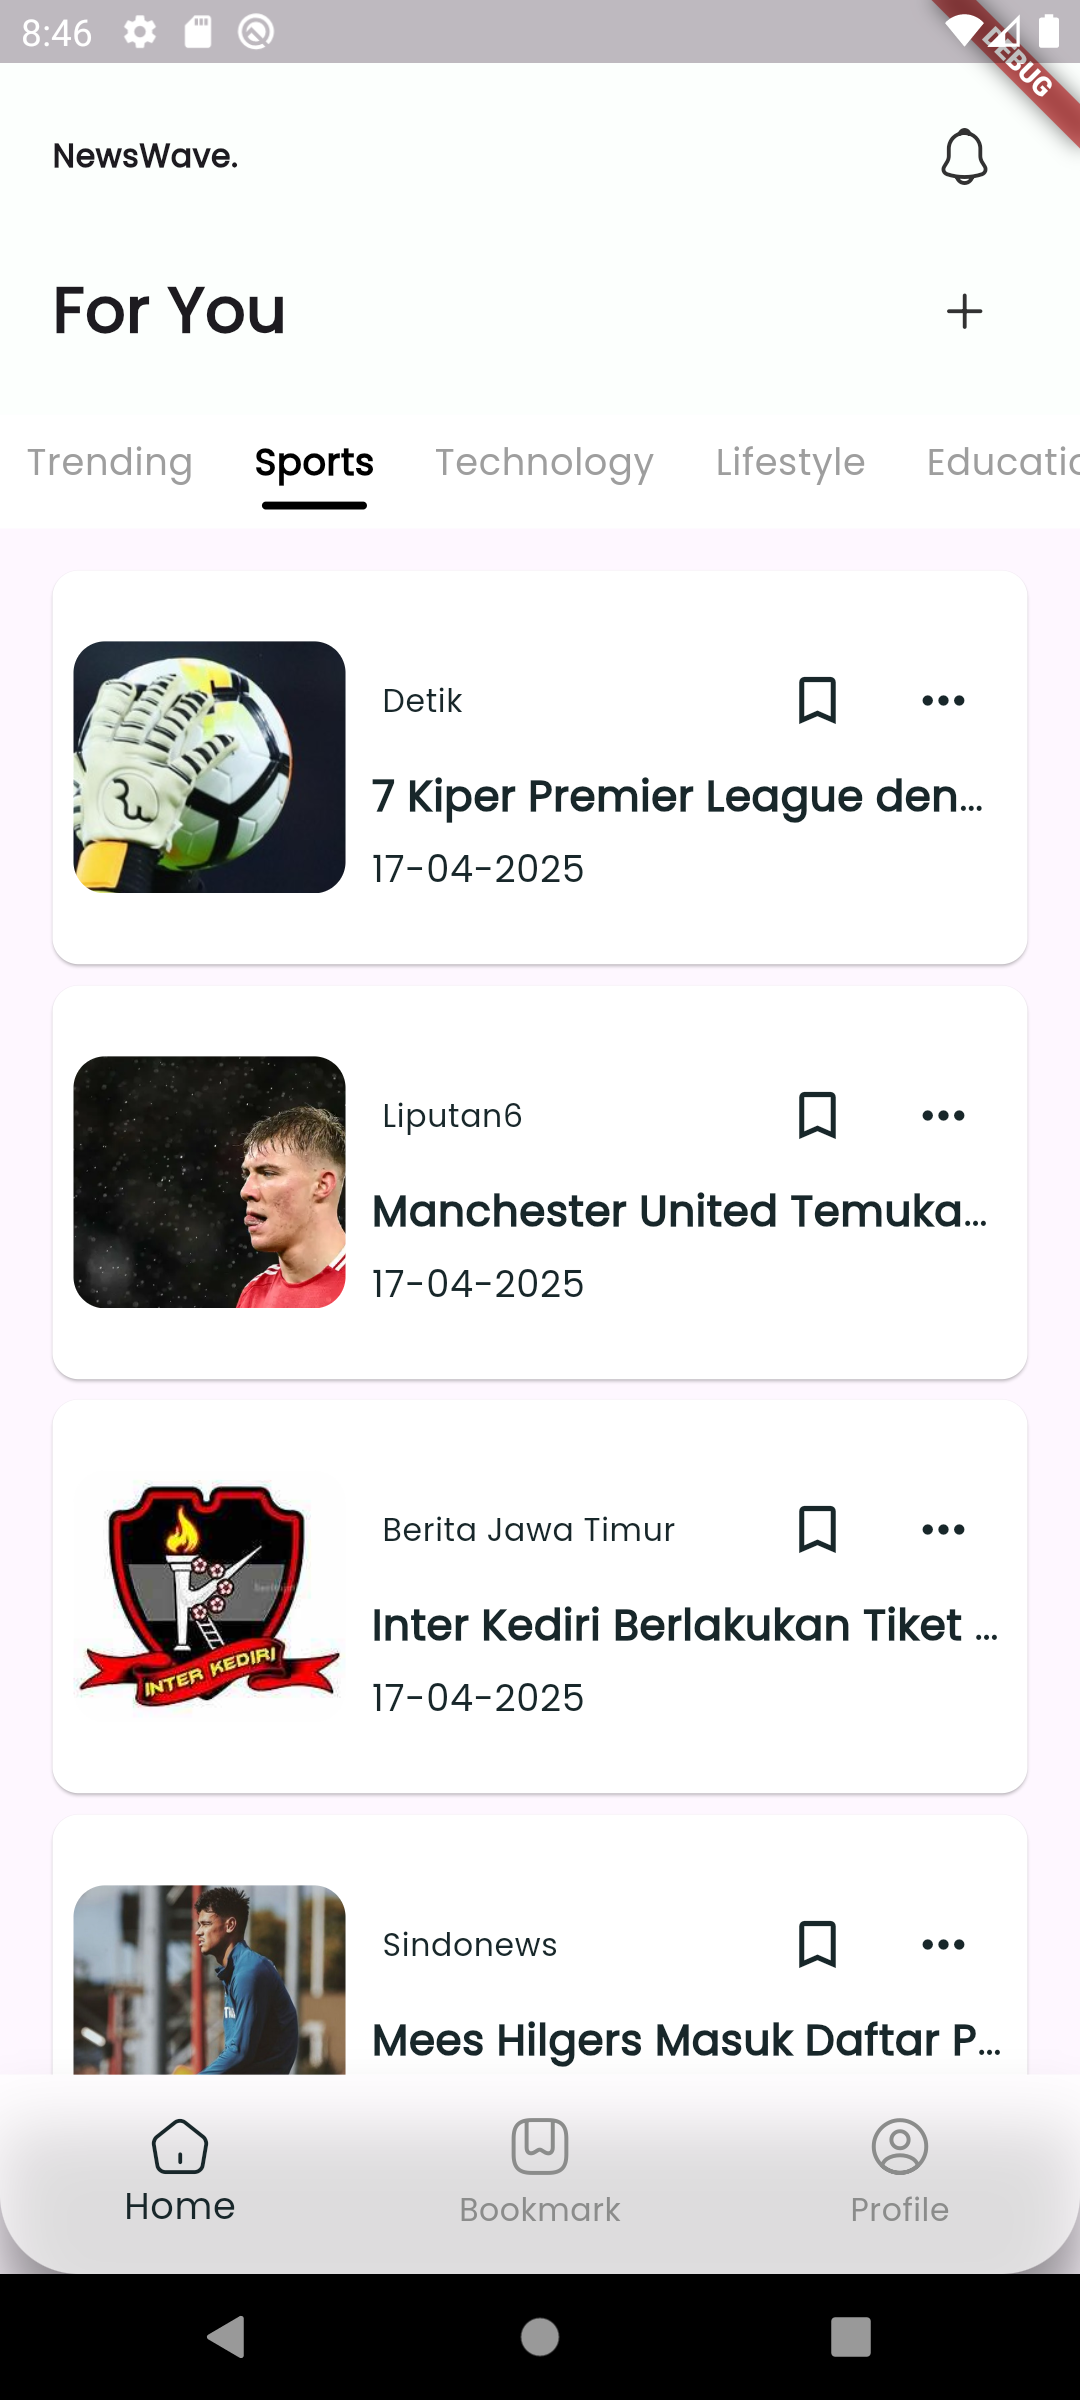 8:46
DEBUG
NewsWave.
For You
Trending Sports Technology Lifestyle Educatio
Detik
7 Kiper Premier League den...
17-04-2025
Liputan6
Manchester United Temuka...
17-04-2025
Berita Jawa Timur
Inter Kediri Berlakukan Tiket ...
17-04-2025
INTER KEDIRI
Sindonews
Mees Hilgers Masuk Daftar P...
Home Bookmark Profile